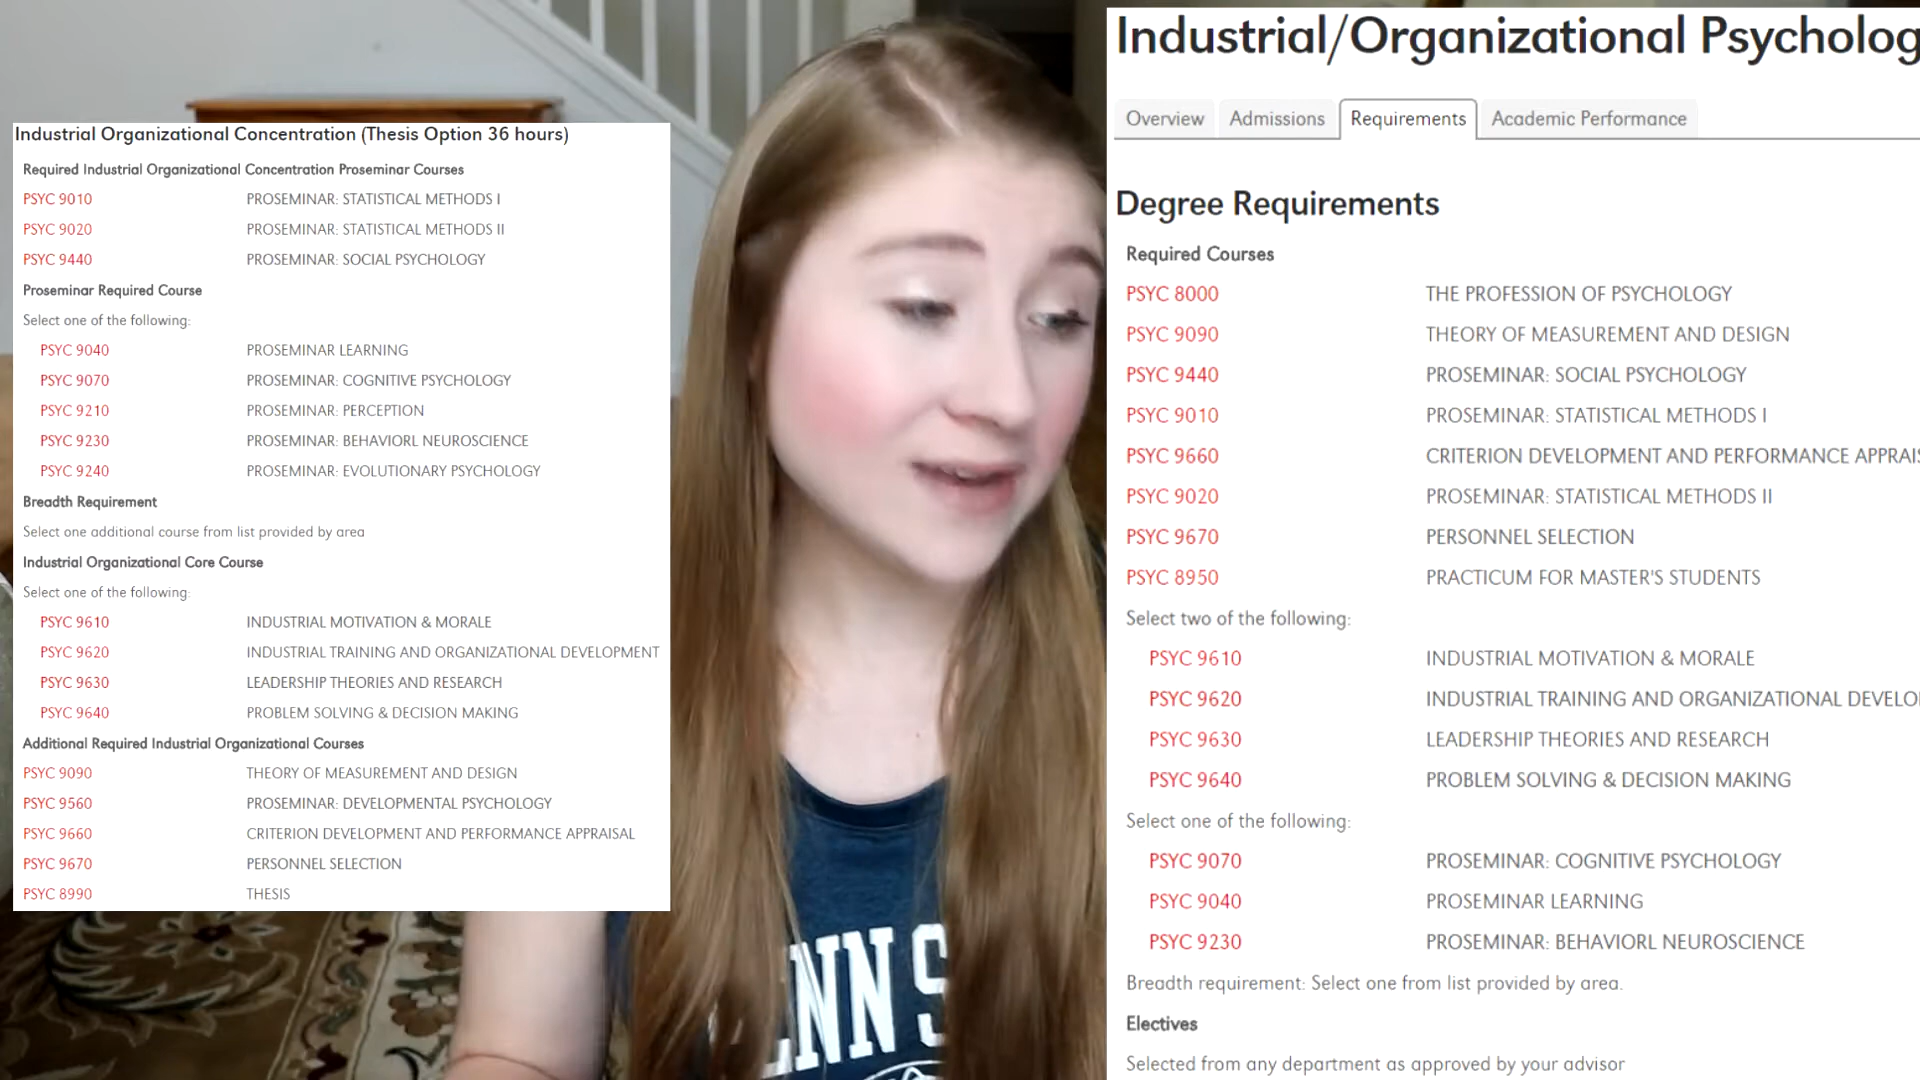 Industrial Organizational Concentration (Thesis Option 36 hours)
Required Industrial Organizational Concentration Proseminar Courses
PSYC 9010 PROSEMINAR: STATISTICAL METHODS I
PSYC 9020 PROSEMINAR: STATISTICAL METHODS II
PSYC 9440 PROSEMINAR: SOCIAL PSYCHOLOGY
Proseminar Required Course
Select one of the following:
PSYC 9040 PROSEMINAR LEARNING
PSYC 9070 PROSEMINAR: COGNITIVE PSYCHOLOGY
PSYC 9210 PROSEMINAR: PERCEPTION
PSYC 9230 PROSEMINAR: BEHAVIORL NEUROSCIENCE
PSYC 9240 PROSEMINAR: EVOLUTIONARY PSYCHOLOGY
Breadth Requirement
Select one additional course from list provided by area
Industrial Organizational Core Course
Select one of the following:
PSYC 9610 INDUSTRIAL MOTIVATION & MORALE
PSYC 9620 INDUSTRIAL TRAINING AND ORGANIZATIONAL DEVELOPMENT
PSYC 9630 LEADERSHIP THEORIES AND RESEARCH
PSYC 9640 PROBLEM SOLVING & DECISION MAKING
Additional Required Industrial Organizational Courses
PSYC 9090 THEORY OF MEASUREMENT AND DESIGN
PSYC 9560 PROSEMINAR: DEVELOPMENTAL PSYCHOLOGY
PSYC 9660 CRITERION DEVELOPMENT AND PERFORMANCE APPRAISAL
PSYC 9670 PERSONNEL SELECTION
PSYC 8990 THESIS
ENN S
Industrial/Organizational Psycholog
Overview Admissions Requirements Academic Performance
Degree Requirements
Required Courses
PSYC 8000 THE PROFESSION OF PSYCHOLOGY
PSYC 9090 THEORY OF MEASUREMENT AND DESIGN
PSYC 9440 PROSEMINAR: SOCIAL PSYCHOLOGY
PSYC 9010 PROSEMINAR: STATISTICAL METHODS I
PSYC 9660 CRITERION DEVELOPMENT AND PERFORMANCE APPRAIS
PSYC 9020 PROSEMINAR: STATISTICAL METHODS II
PSYC 9670 PERSONNEL SELECTION
PSYC 8950 PRACTICUM FOR MASTER'S STUDENTS
Select two of the following:
PSYC 9610 INDUSTRIAL MOTIVATION & MORALE
PSYC 9620 INDUSTRIAL TRAINING AND ORGANIZATIONAL DEVELO
PSYC 9630 LEADERSHIP THEORIES AND RESEARCH
PSYC 9640 PROBLEM SOLVING & DECISION MAKING
Select one of the following:
PSYC 9070 PROSEMINAR: COGNITIVE PSYCHOLOGY
PSYC 9040 PROSEMINAR LEARNING
PSYC 9230 PROSEMINAR: BEHAVIORL NEUROSCIENCE
Breadth requirement: Select one from list provided by area.
Electives
Selected from any department as approved by your advisor